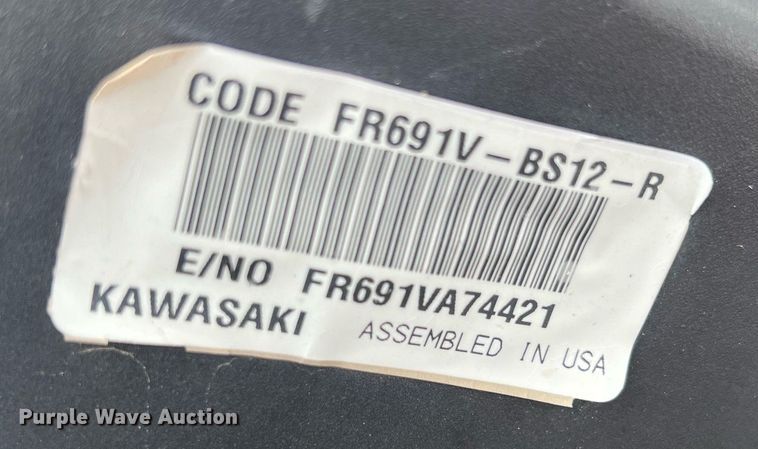 CODE FR691V-BS12-R
E/NO FR691VA74421
KAWASAKI ASSEMBLED IN USA
Purple Wave Auction